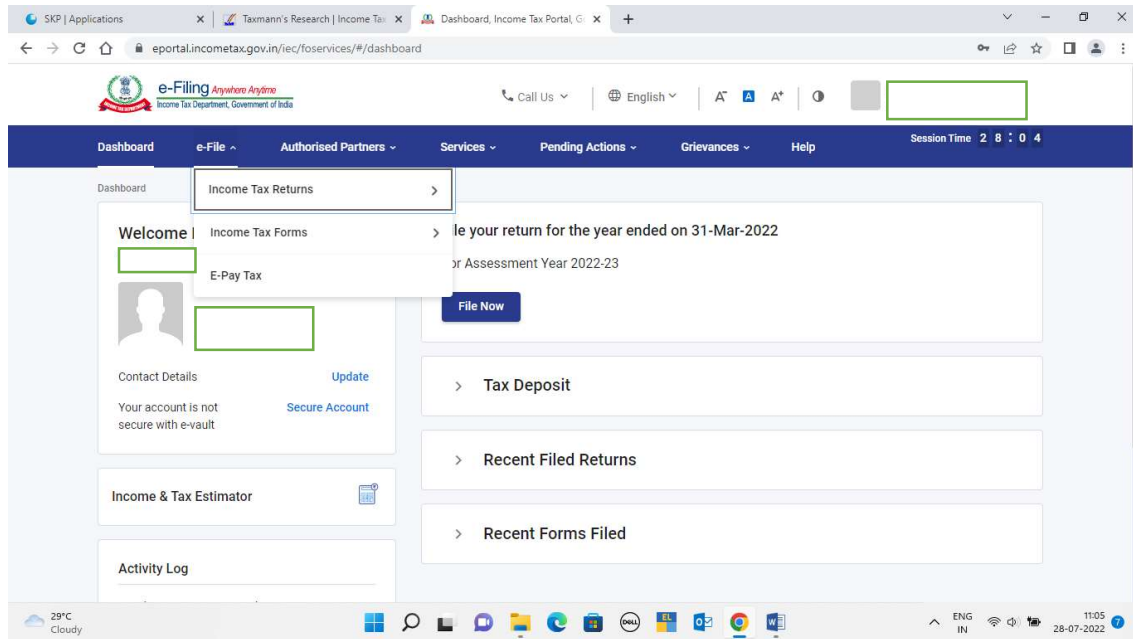 SKP | Applications
Taxmann's Research | Income Tax
Dashboard, Income Tax Portal, G
eportal.incometax.gov.in/iec/foservices/#/dashboard
e-Filing Anywhere Anytime
Income Tax Department, Government of India
Call Us
English
A-
A
A+
Dashboard
e-File
Authorised Partners
Services
Pending Actions
Grievances
Help
Session Time 2 8 : 0 4
Dashboard
Income Tax Returns
Income Tax Forms
E-Pay Tax
Welcome
le your return for the year ended on 31-Mar-2022
or Assessment Year 2022-23
File Now
Contact Details
Update
Your account is not
secure with e-vault
Secure Account
Tax Deposit
Recent Filed Returns
Recent Forms Filed
Income & Tax Estimator
Activity Log
29°C
Cloudy
DELL
EL
ENG
IN
11:05
28-07-2022
7